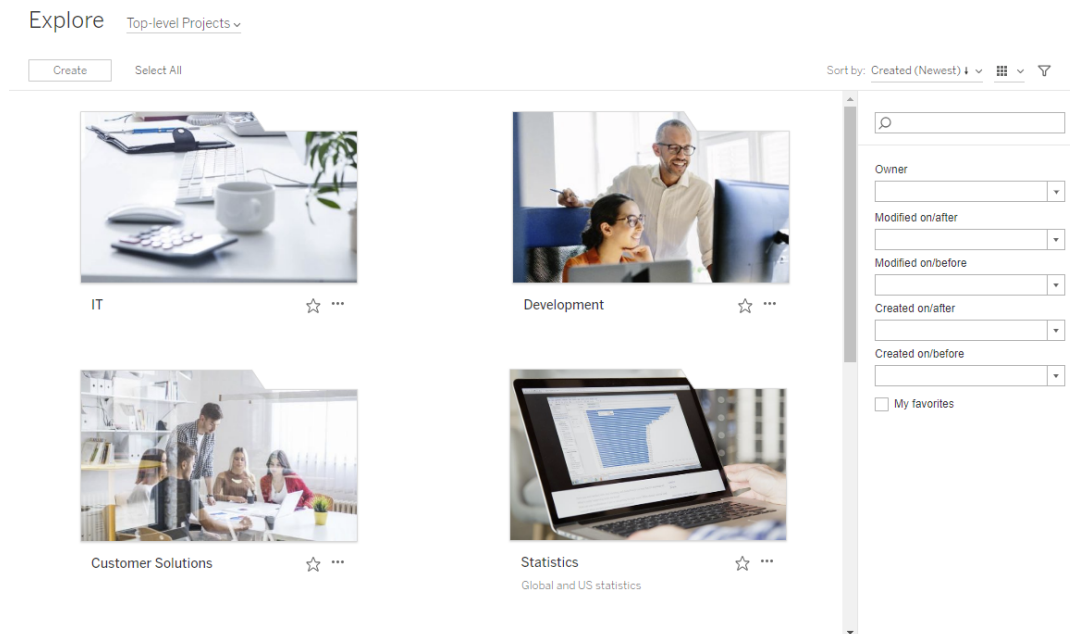 Explore
Top-level Projects
Create
Select All
Sort by: Created (Newest)
IT
Development
Customer Solutions
Statistics
Global and US statistics
Owner
Modified on/after
Modified on/before
Created on/after
Created on/before
My favorites